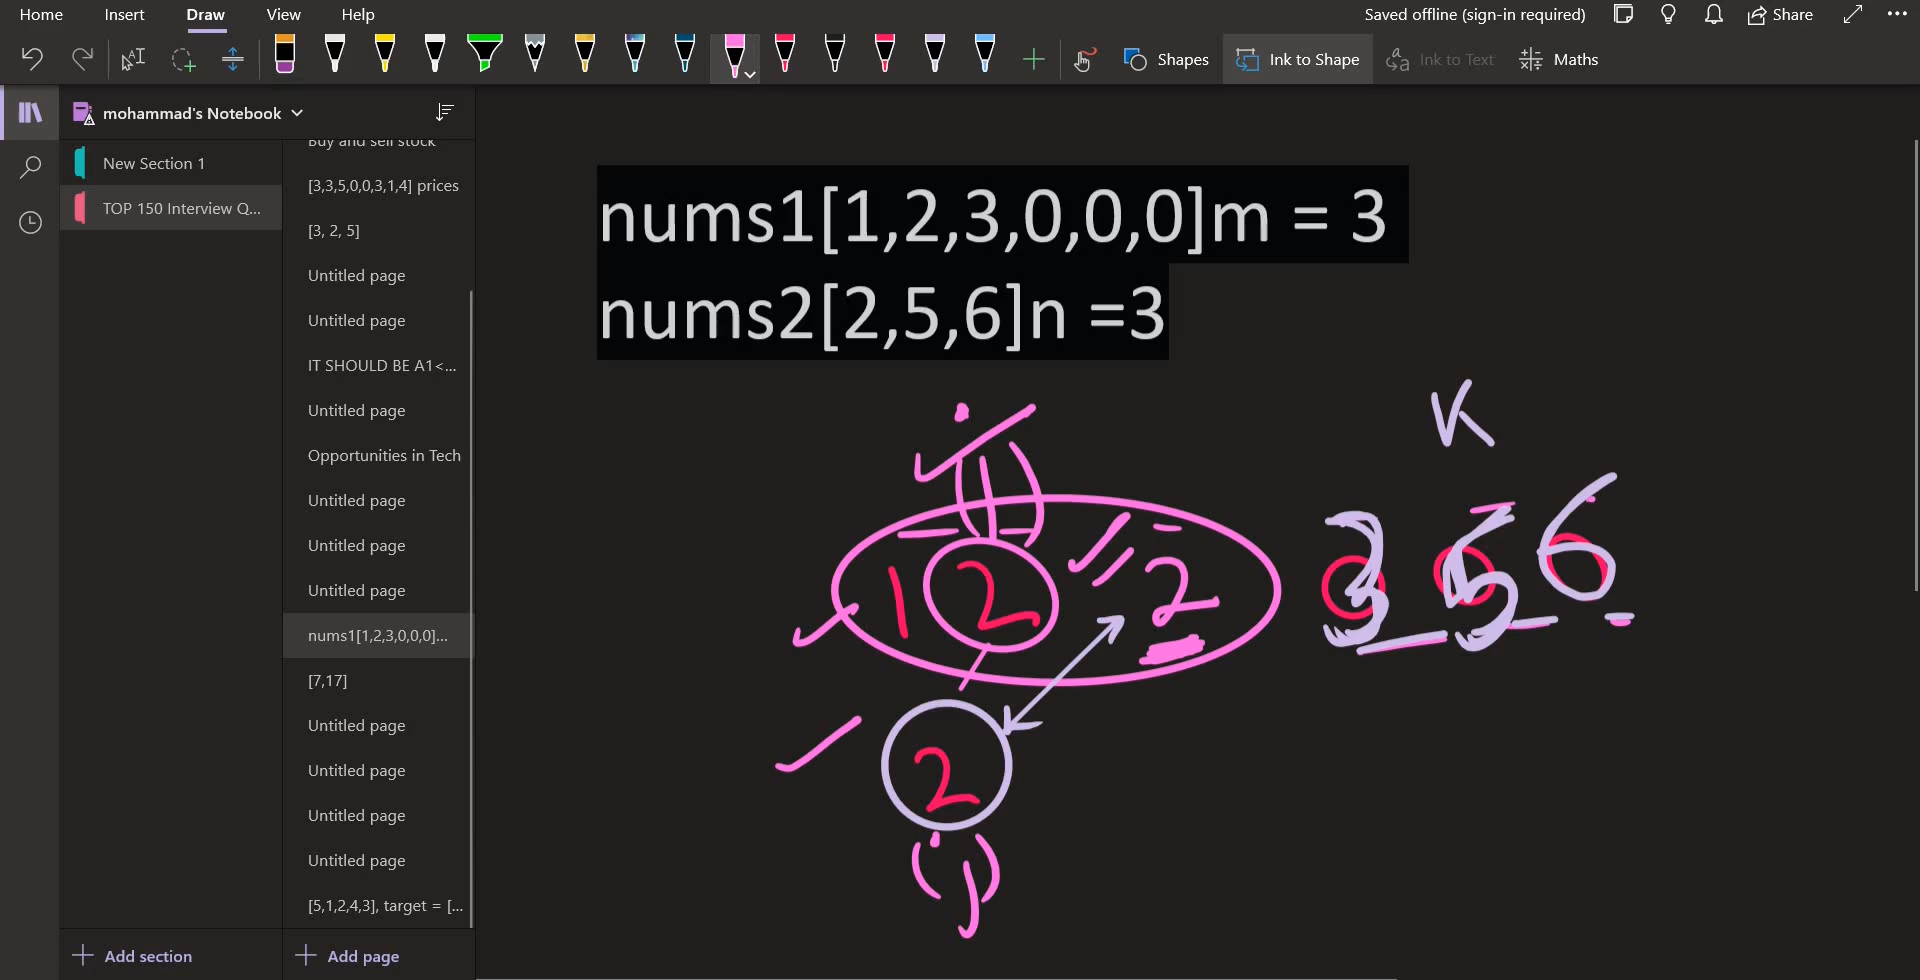 Home Insert Draw View Help Saved offline (sign-in required) Share
Shapes Ink to Shape Ink to Text Maths
mohammad's Notebook
New Section 1
TOP 150 Interview Q...
Buy and sell stock
[3,3,5,0,0,3,1,4] prices
[3, 2, 5]
Untitled page
Untitled page
IT SHOULD BE A1<...
Untitled page
Opportunities in Tech
Untitled page
Untitled page
Untitled page
nums1[1,2,3,0,0,0]...
[7,17]
Untitled page
Untitled page
Untitled page
Untitled page
[5,1,2,4,3], target = [...
Add section
Add page
nums1[1,2,3,0,0,0]m = 3
nums2[2,5,6]n =3
K
1 2 2 3 5 6
2
j